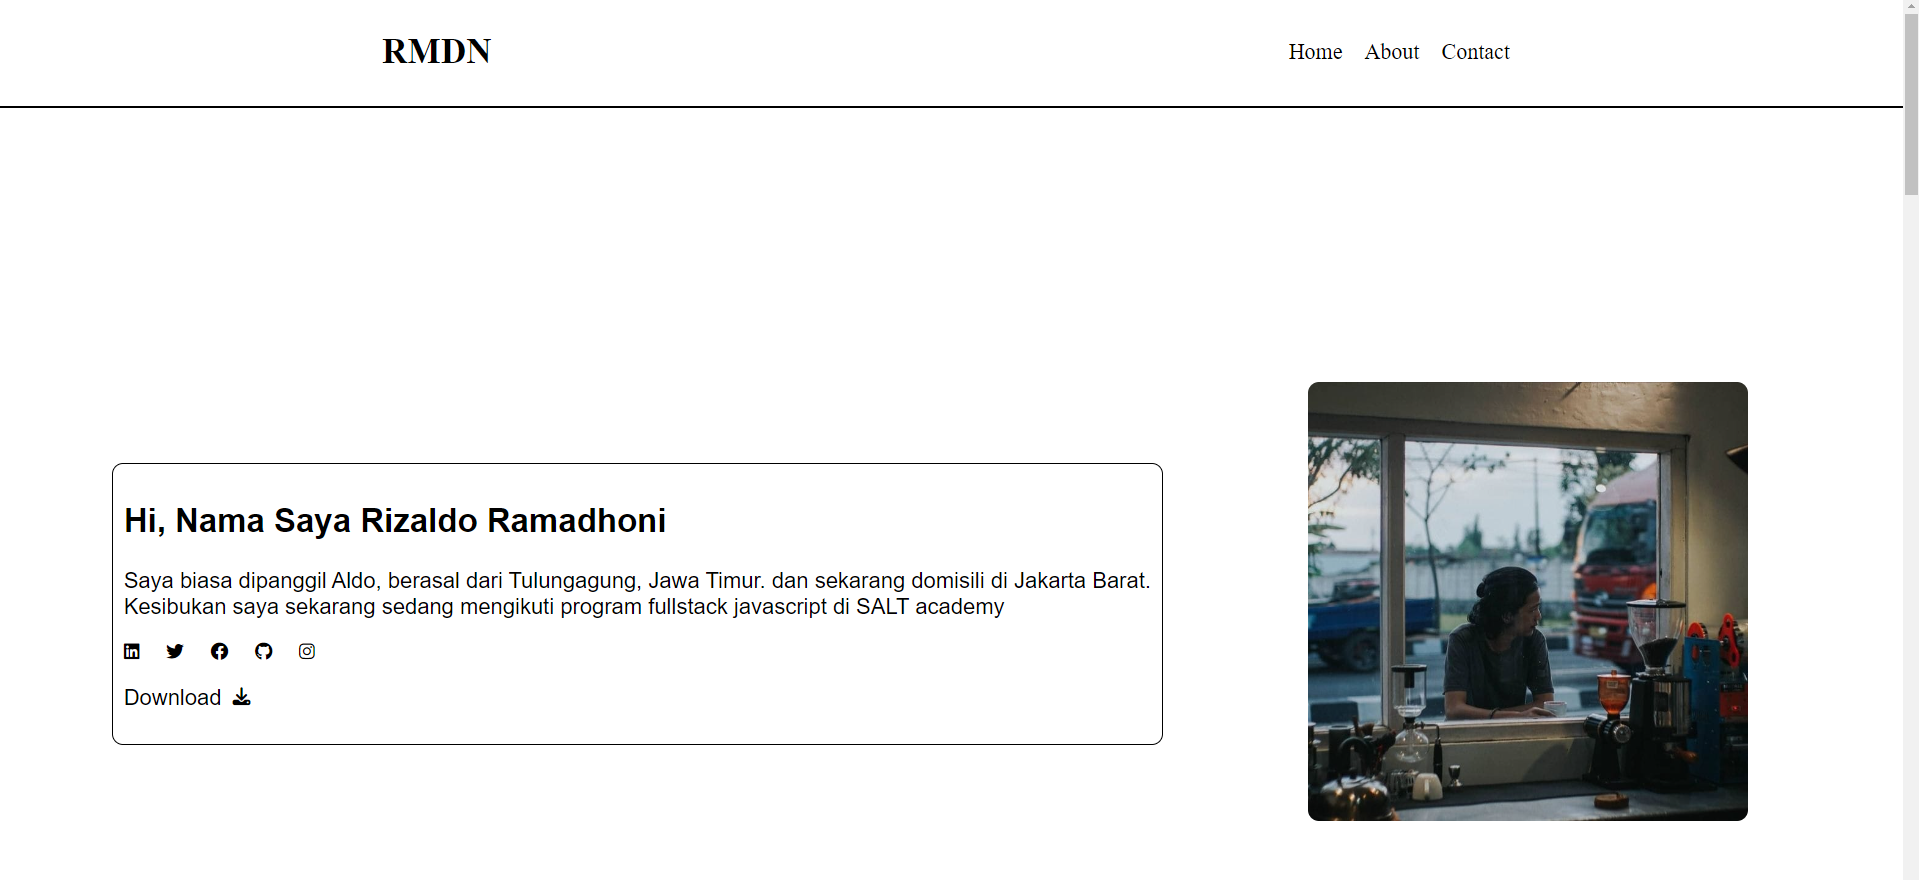 RMDN
Home About Contact
Hi, Nama Saya Rizaldo Ramadhoni
Saya biasa dipanggil Aldo, berasal dari Tulungagung, Jawa Timur. dan sekarang domisili di Jakarta Barat.
Kesibukan saya sekarang sedang mengikuti program fullstack javascript di SALT academy
Download